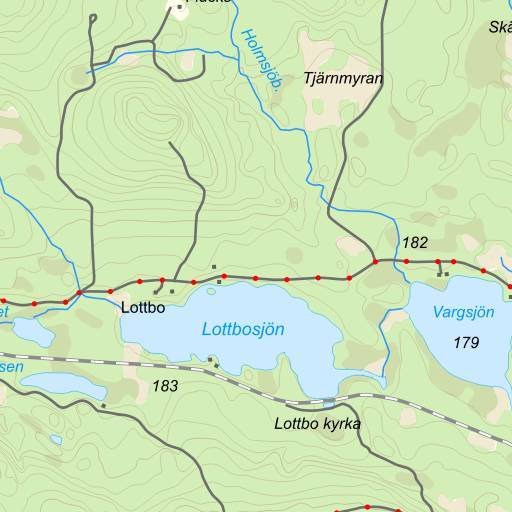 Holmsjöb.
Tjärnmyran
182
Lottbo
Lottbosjön
Vargsjön
179
183
Lottbo kyrka